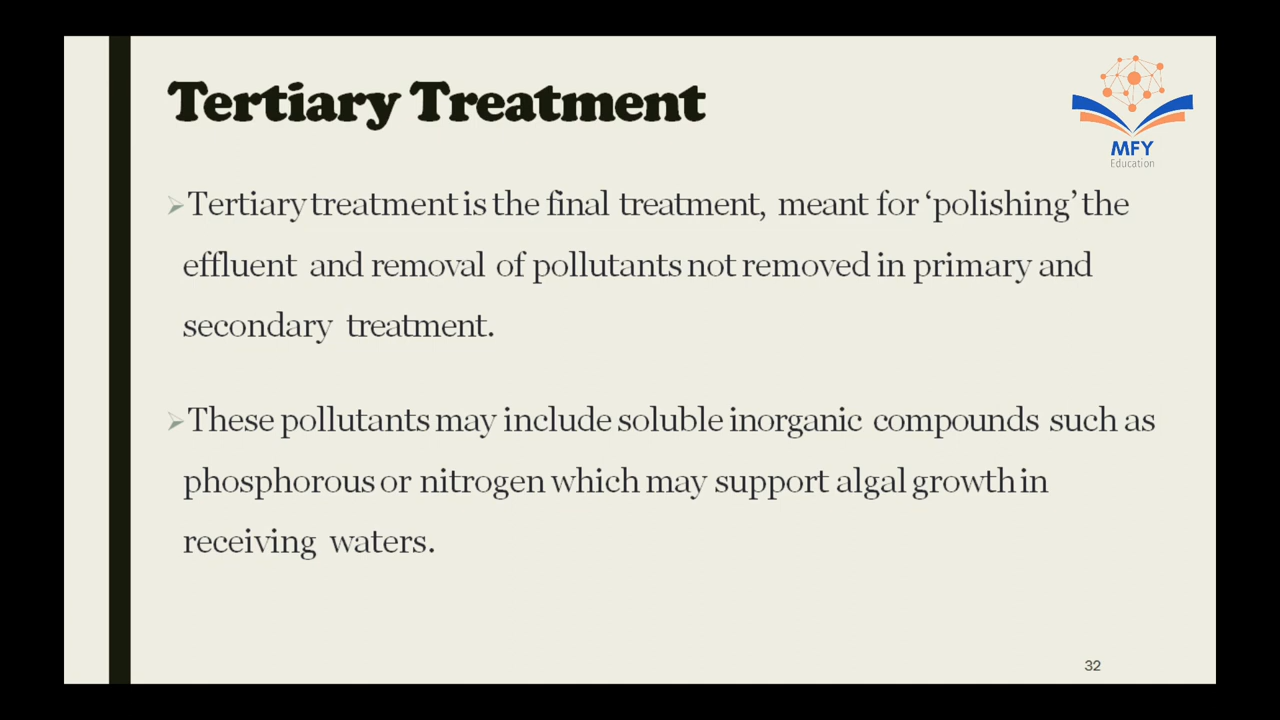 Tertiary Treatment
MFY
Education
Tertiary treatment is the final treatment, meant for ‘polishing’ the
effluent and removal of pollutants not removed in primary and
secondary treatment.
These pollutants may include soluble inorganic compounds such as
phosphorous or nitrogen which may support algal growth in
receiving waters.
32